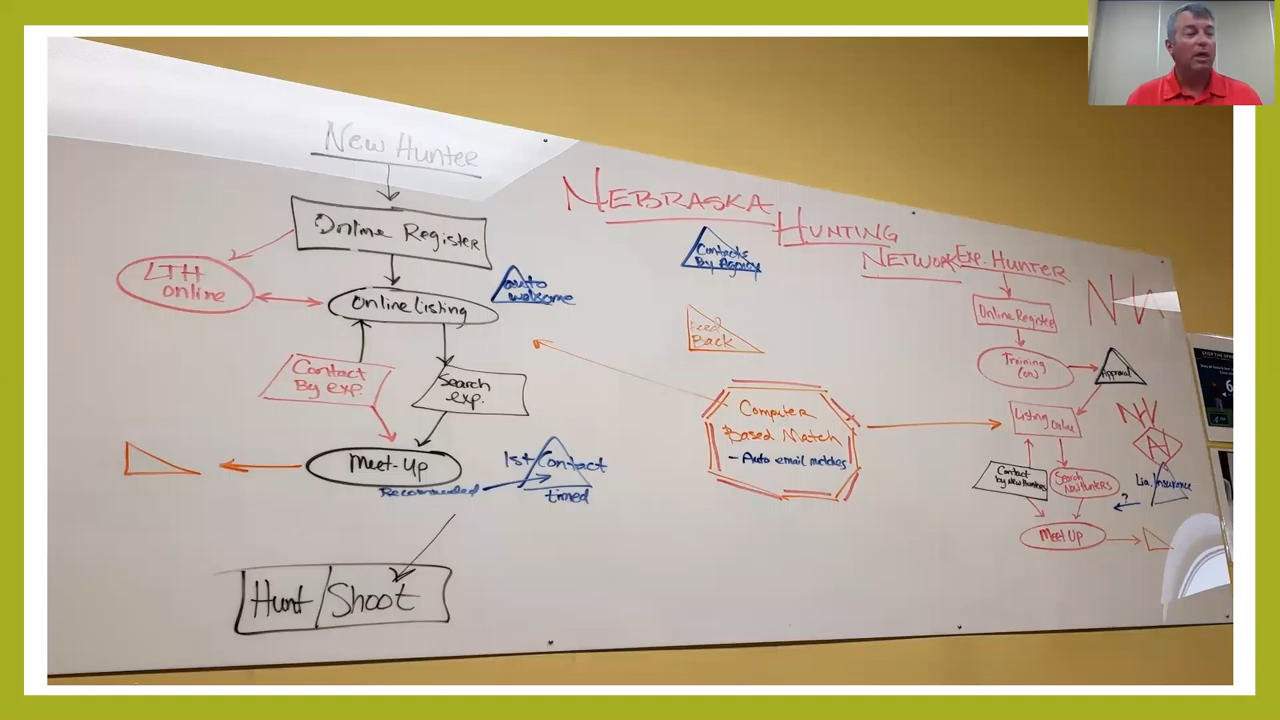 New Hunter
Online Register
LTH
online
Online Listing
auto
welcome
Contact
By exp.
Search
exp.
Meet-Up
Recommended
1st Contact
timed
Hunt/Shoot
NEBRASKA
HUNTING
NETWORK
Contacts
By Agency
Feed
Back
Computer
Based Match
- Auto email matches
Exp. HUNTER
Online Register
Training
Approval
Listing online
Contact
by New Hunters
Search
New Hunters
Lia. Insurance
?
Meet Up